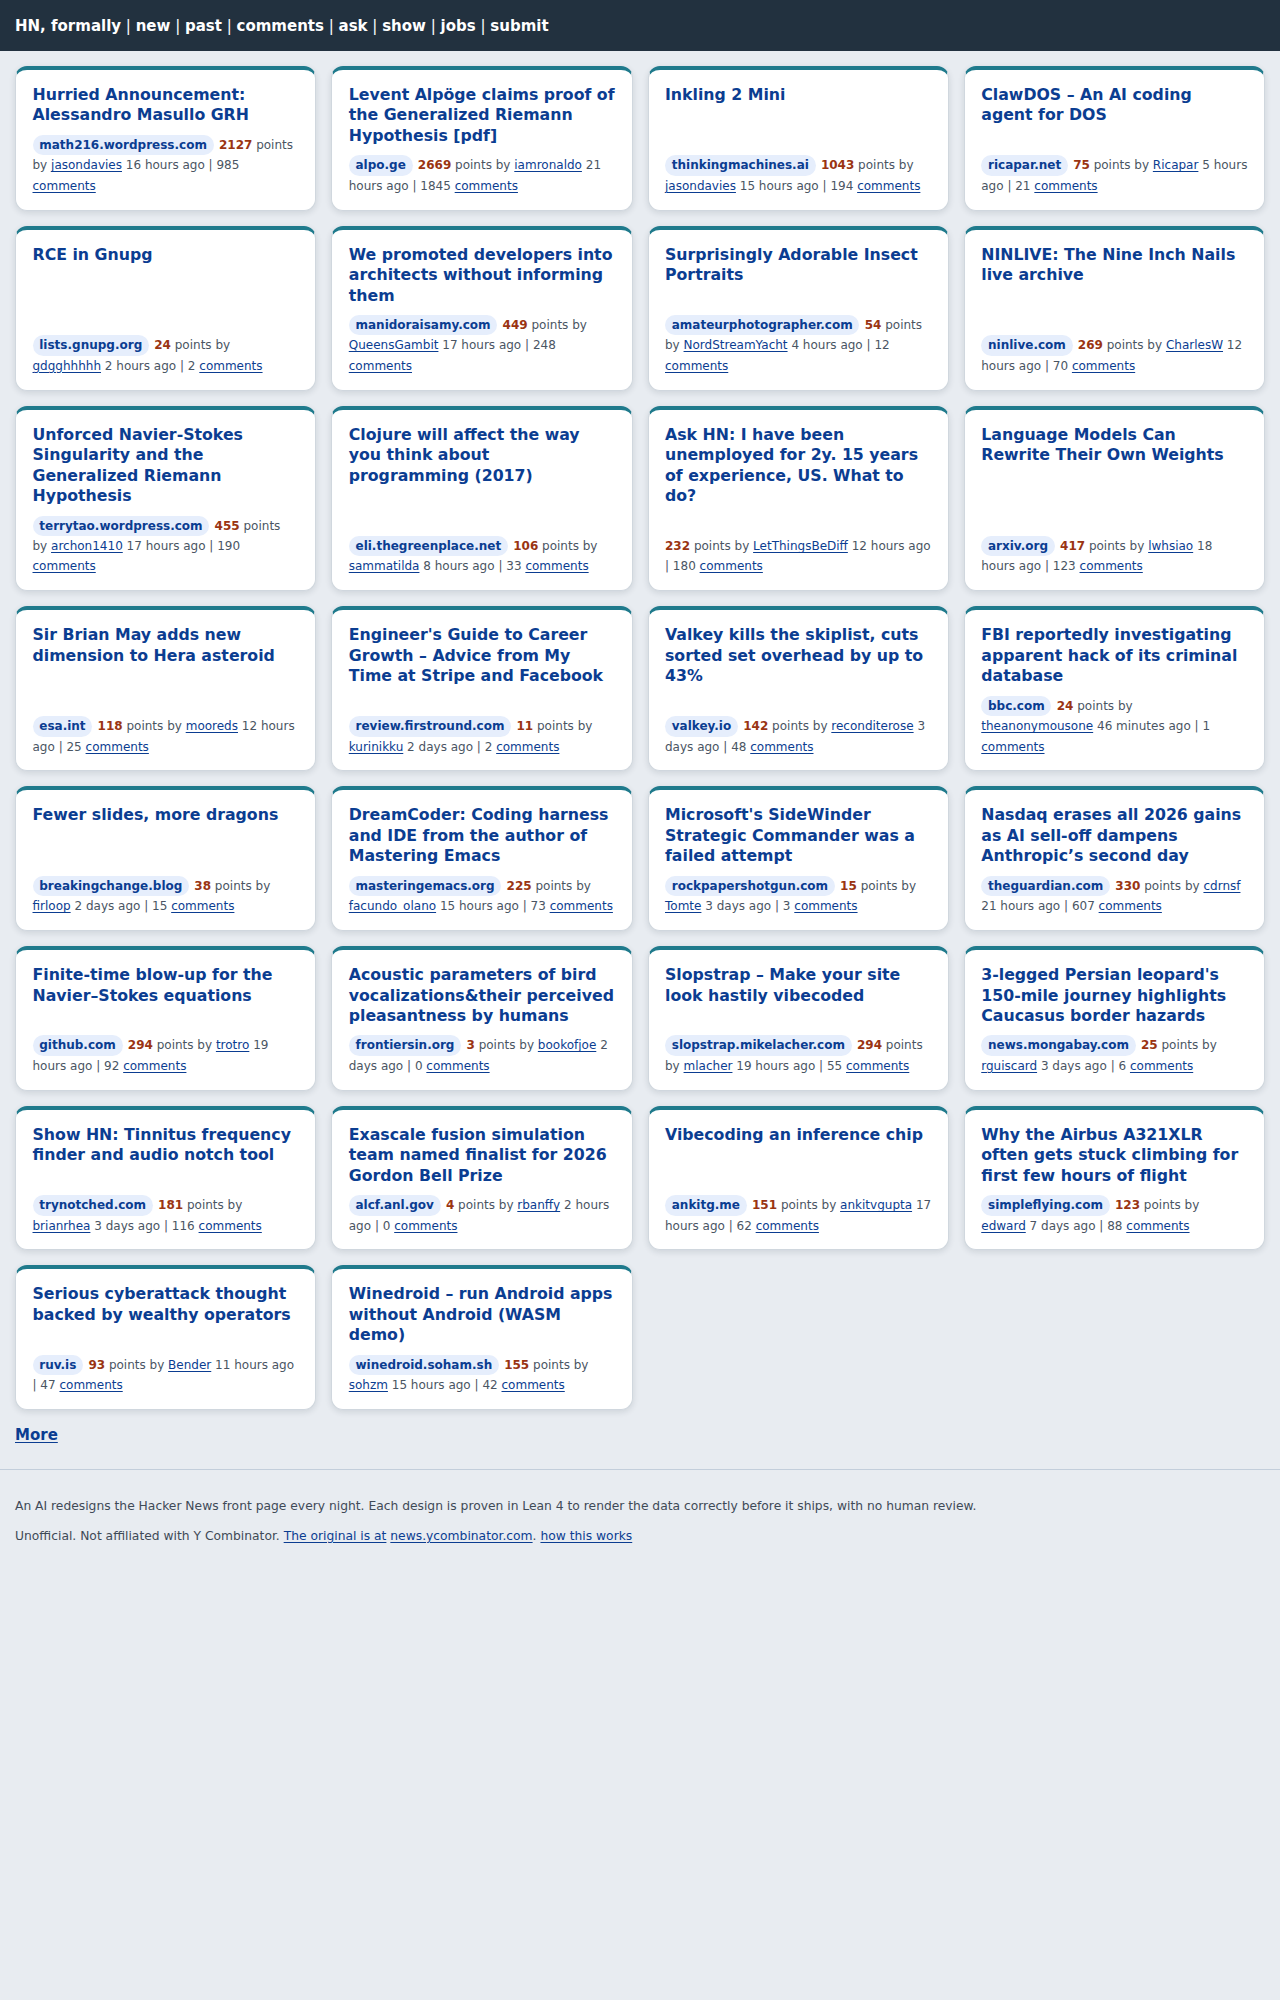 HN, formally | new | past | comments | ask | show | jobs | submit
Hurried Announcement:
Alessandro Masullo GRH
math216.wordpress.com 2127 points
by jasondavies 16 hours ago | 985
comments
Levent Alpöge claims proof of
the Generalized Riemann
Hypothesis [pdf]
alpo.ge 2669 points by iamronaldo 21
hours ago | 1845 comments
Inkling 2 Mini
thinkingmachines.ai 1043 points by
jasondavies 15 hours ago | 194 comments
ClawDOS – An AI coding
agent for DOS
ricapar.net 75 points by Ricapar 5 hours
ago | 21 comments
RCE in Gnupg
lists.gnupg.org 24 points by
gdgghhhhh 2 hours ago | 2 comments
We promoted developers into
architects without informing
them
manidoraisamy.com 449 points by
QueensGambit 17 hours ago | 248
comments
Surprisingly Adorable Insect
Portraits
amateurphotographer.com 54 points
by NordStreamYacht 4 hours ago | 12
comments
NINLIVE: The Nine Inch Nails
live archive
ninlive.com 269 points by CharlesW 12
hours ago | 70 comments
Unforced Navier-Stokes
Singularity and the
Generalized Riemann
Hypothesis
terrytao.wordpress.com 455 points
by archon1410 17 hours ago | 190
comments
Clojure will affect the way
you think about
programming (2017)
eli.thegreenplace.net 106 points by
sammatilda 8 hours ago | 33 comments
Ask HN: I have been
unemployed for 2y. 15 years
of experience, US. What to
do?
232 points by LetThingsBeDiff 12 hours ago
| 180 comments
Language Models Can
Rewrite Their Own Weights
arxiv.org 417 points by lwhsiao 18
hours ago | 123 comments
Sir Brian May adds new
dimension to Hera asteroid
esa.int 118 points by mooreds 12 hours
ago | 25 comments
Engineer's Guide to Career
Growth – Advice from My
Time at Stripe and Facebook
review.firstround.com 11 points by
kurinikku 2 days ago | 2 comments
Valkey kills the skiplist, cuts
sorted set overhead by up to
43%
valkey.io 142 points by reconditerose 3
days ago | 48 comments
FBI reportedly investigating
apparent hack of its criminal
database
bbc.com 24 points by
theanonymousone 46 minutes ago | 1
comments
Fewer slides, more dragons
breakingchange.blog 38 points by
firloop 2 days ago | 15 comments
DreamCoder: Coding harness
and IDE from the author of
Mastering Emacs
masteringemacs.org 225 points by
facundo_olano 15 hours ago | 73 comments
Microsoft's SideWinder
Strategic Commander was a
failed attempt
rockpapershotgun.com 15 points by
Tomte 3 days ago | 3 comments
Nasdaq erases all 2026 gains
as AI sell-off dampens
Anthropic’s second day
theguardian.com 330 points by cdrnsf
21 hours ago | 607 comments
Finite-time blow-up for the
Navier–Stokes equations
github.com 294 points by trotro 19
hours ago | 92 comments
Acoustic parameters of bird
vocalizations&their perceived
pleasantness by humans
frontiersin.org 3 points by bookofjoe 2
days ago | 0 comments
Slopstrap – Make your site
look hastily vibecoded
slopstrap.mikelacher.com 294 points
by mlacher 19 hours ago | 55 comments
3-legged Persian leopard's
150-mile journey highlights
Caucasus border hazards
news.mongabay.com 25 points by
rguiscard 3 days ago | 6 comments
Show HN: Tinnitus frequency
finder and audio notch tool
trynotched.com 181 points by
brianrhea 3 days ago | 116 comments
Exascale fusion simulation
team named finalist for 2026
Gordon Bell Prize
alcf.anl.gov 4 points by rbanffy 2 hours
ago | 0 comments
Vibecoding an inference chip
ankitg.me 151 points by ankitvgupta 17
hours ago | 62 comments
Why the Airbus A321XLR
often gets stuck climbing for
first few hours of flight
simpleflying.com 123 points by
edward 7 days ago | 88 comments
Serious cyberattack thought
backed by wealthy operators
ruv.is 93 points by Bender 11 hours ago
| 47 comments
Winedroid – run Android apps
without Android (WASM
demo)
winedroid.soham.sh 155 points by
sohzm 15 hours ago | 42 comments
More
An AI redesigns the Hacker News front page every night. Each design is proven in Lean 4 to render the data correctly before it ships, with no human review.
Unofficial. Not affiliated with Y Combinator. The original is at news.ycombinator.com. how this works